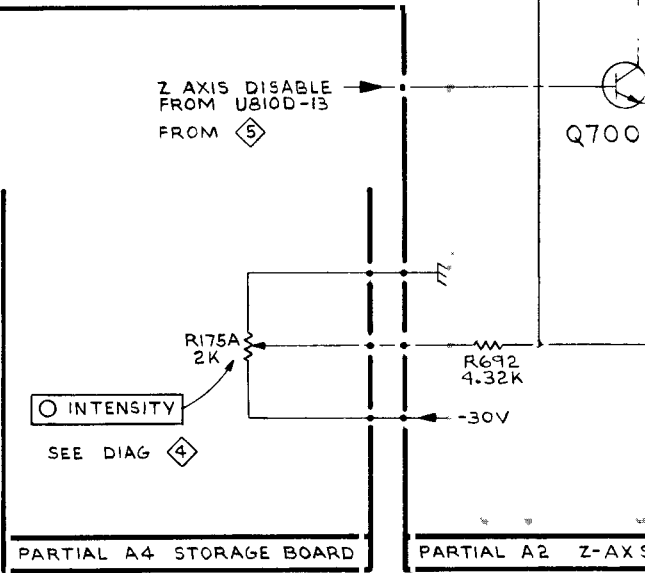 Z AXIS DISABLE
FROM U810D-13
FROM 5
Q700
R175A
2K
R692
4.32K
INTENSITY
-30V
SEE DIAG 4
PARTIAL A4 STORAGE BOARD
PARTIAL A2 Z-AX